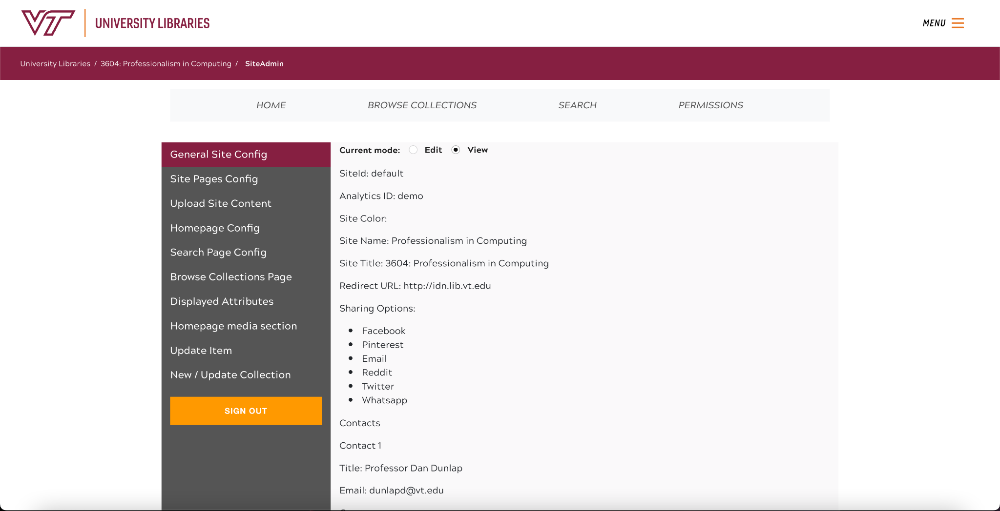 VT UNIVERSITY LIBRARIES
MENU
University Libraries / 3604: Professionalism in Computing / SiteAdmin
HOME BROWSE COLLECTIONS SEARCH PERMISSIONS
General Site Config
Site Pages Config
Upload Site Content
Homepage Config
Search Page Config
Browse Collections Page
Displayed Attributes
Homepage media section
Update Item
New / Update Collection
SIGN OUT
Current mode: Edit View
SiteId: default
Analytics ID: demo
Site Color:
Site Name: Professionalism in Computing
Site Title: 3604: Professionalism in Computing
Redirect URL: http://idn.lib.vt.edu
Sharing Options:
Facebook
Pinterest
Email
Reddit
Twitter
Whatsapp
Contacts
Contact 1
Title: Professor Dan Dunlap
Email: dunlapd@vt.edu